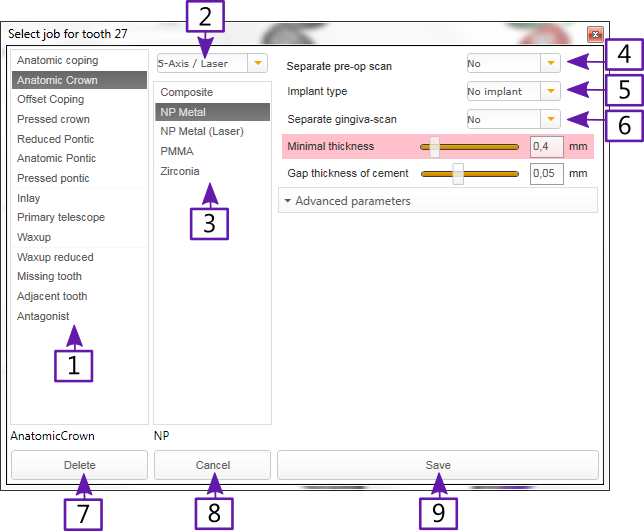 2
Select job for tooth 27
Anatomic coping
Anatomic Crown
Offset Coping
Pressed crown
Reduced Pontic
Anatomic Pontic
Pressed pontic
Inlay
Primary telescope
Waxup
Waxup reduced
Missing tooth
Adjacent tooth
Antagonist
1
AnatomicCrown
5-Axis / Laser
Composite
NP Metal
NP Metal (Laser)
PMMA
Zirconia
3
NP
Separate pre-op scan No 4
Implant type No implant 5
Separate gingiva-scan No 6
Minimal thickness 0,4 mm
Gap thickness of cement 0,05 mm
Advanced parameters
Delete Cancel Save
7 8 9